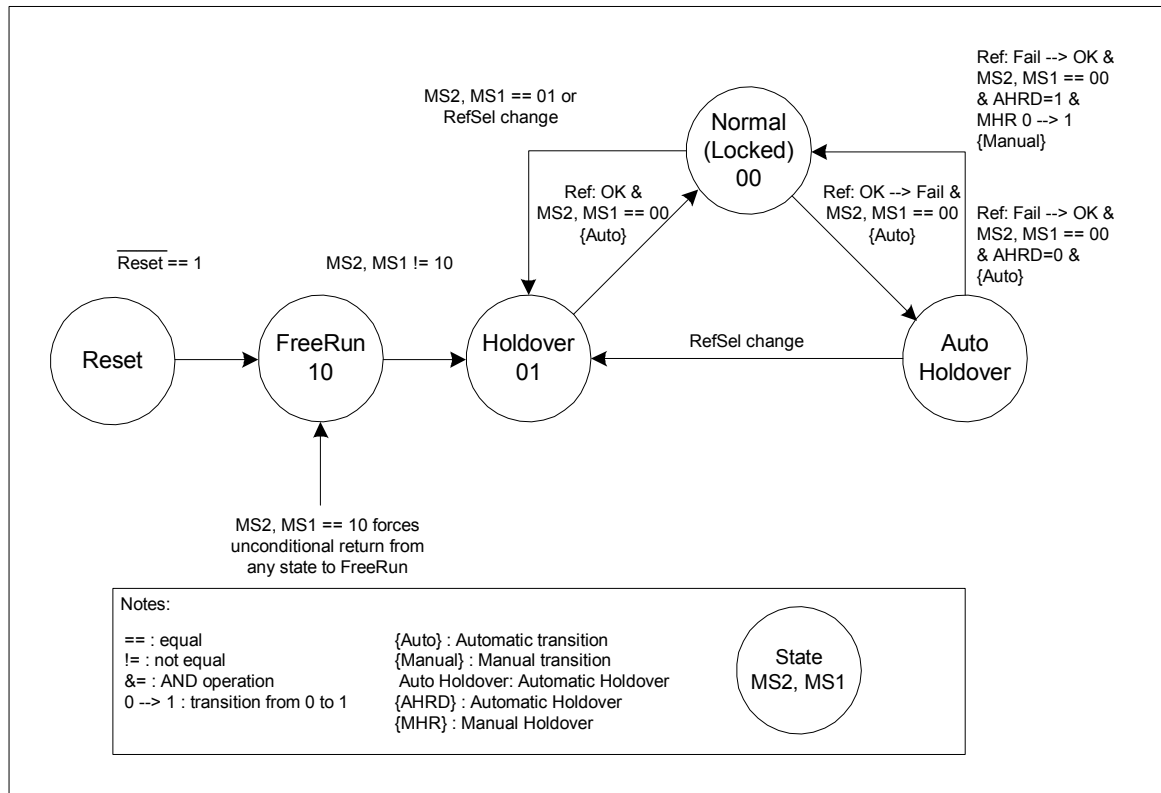 Ref: Fail --> OK &
MS2, MS1 == 00
& AHRD=1 &
MHR 0 --> 1
{Manual}
MS2, MS1 == 01 or
RefSel change
Normal
(Locked)
00
Ref: OK &
MS2, MS1 == 00
{Auto}
Ref: OK --> Fail &
MS2, MS1 == 00
{Auto}
Ref: Fail --> OK &
MS2, MS1 == 00
& AHRD=0 &
{Auto}
Reset == 1
MS2, MS1 != 10
Reset
FreeRun
10
Holdover
01
RefSel change
Auto
Holdover
MS2, MS1 == 10 forces
unconditional return from
any state to FreeRun
Notes:
== : equal
!= : not equal
&= : AND operation
0 --> 1 : transition from 0 to 1
{Auto} : Automatic transition
{Manual} : Manual transition
Auto Holdover: Automatic Holdover
{AHRD} : Automatic Holdover
{MHR} : Manual Holdover
State
MS2, MS1